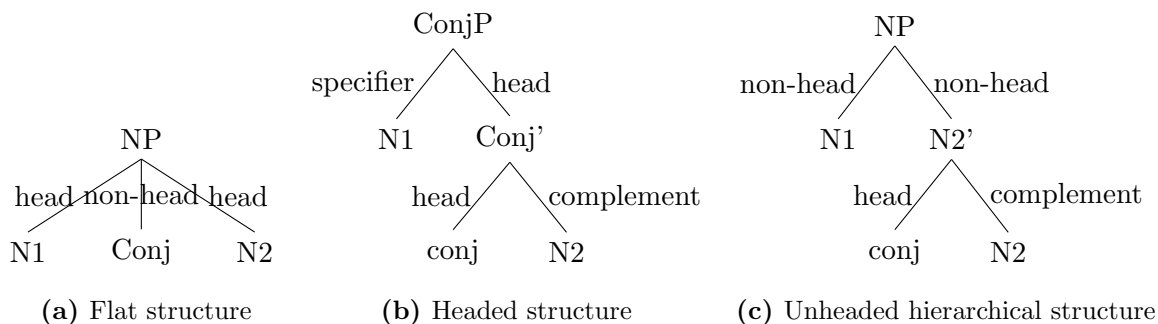 ConjP
NP
specifier head
non-head non-head
N1 Conj’
N1 N2’
NP
head non-head head
head complement
head complement
N1 Conj N2
conj N2
conj N2
(a) Flat structure
(b) Headed structure
(c) Unheaded hierarchical structure